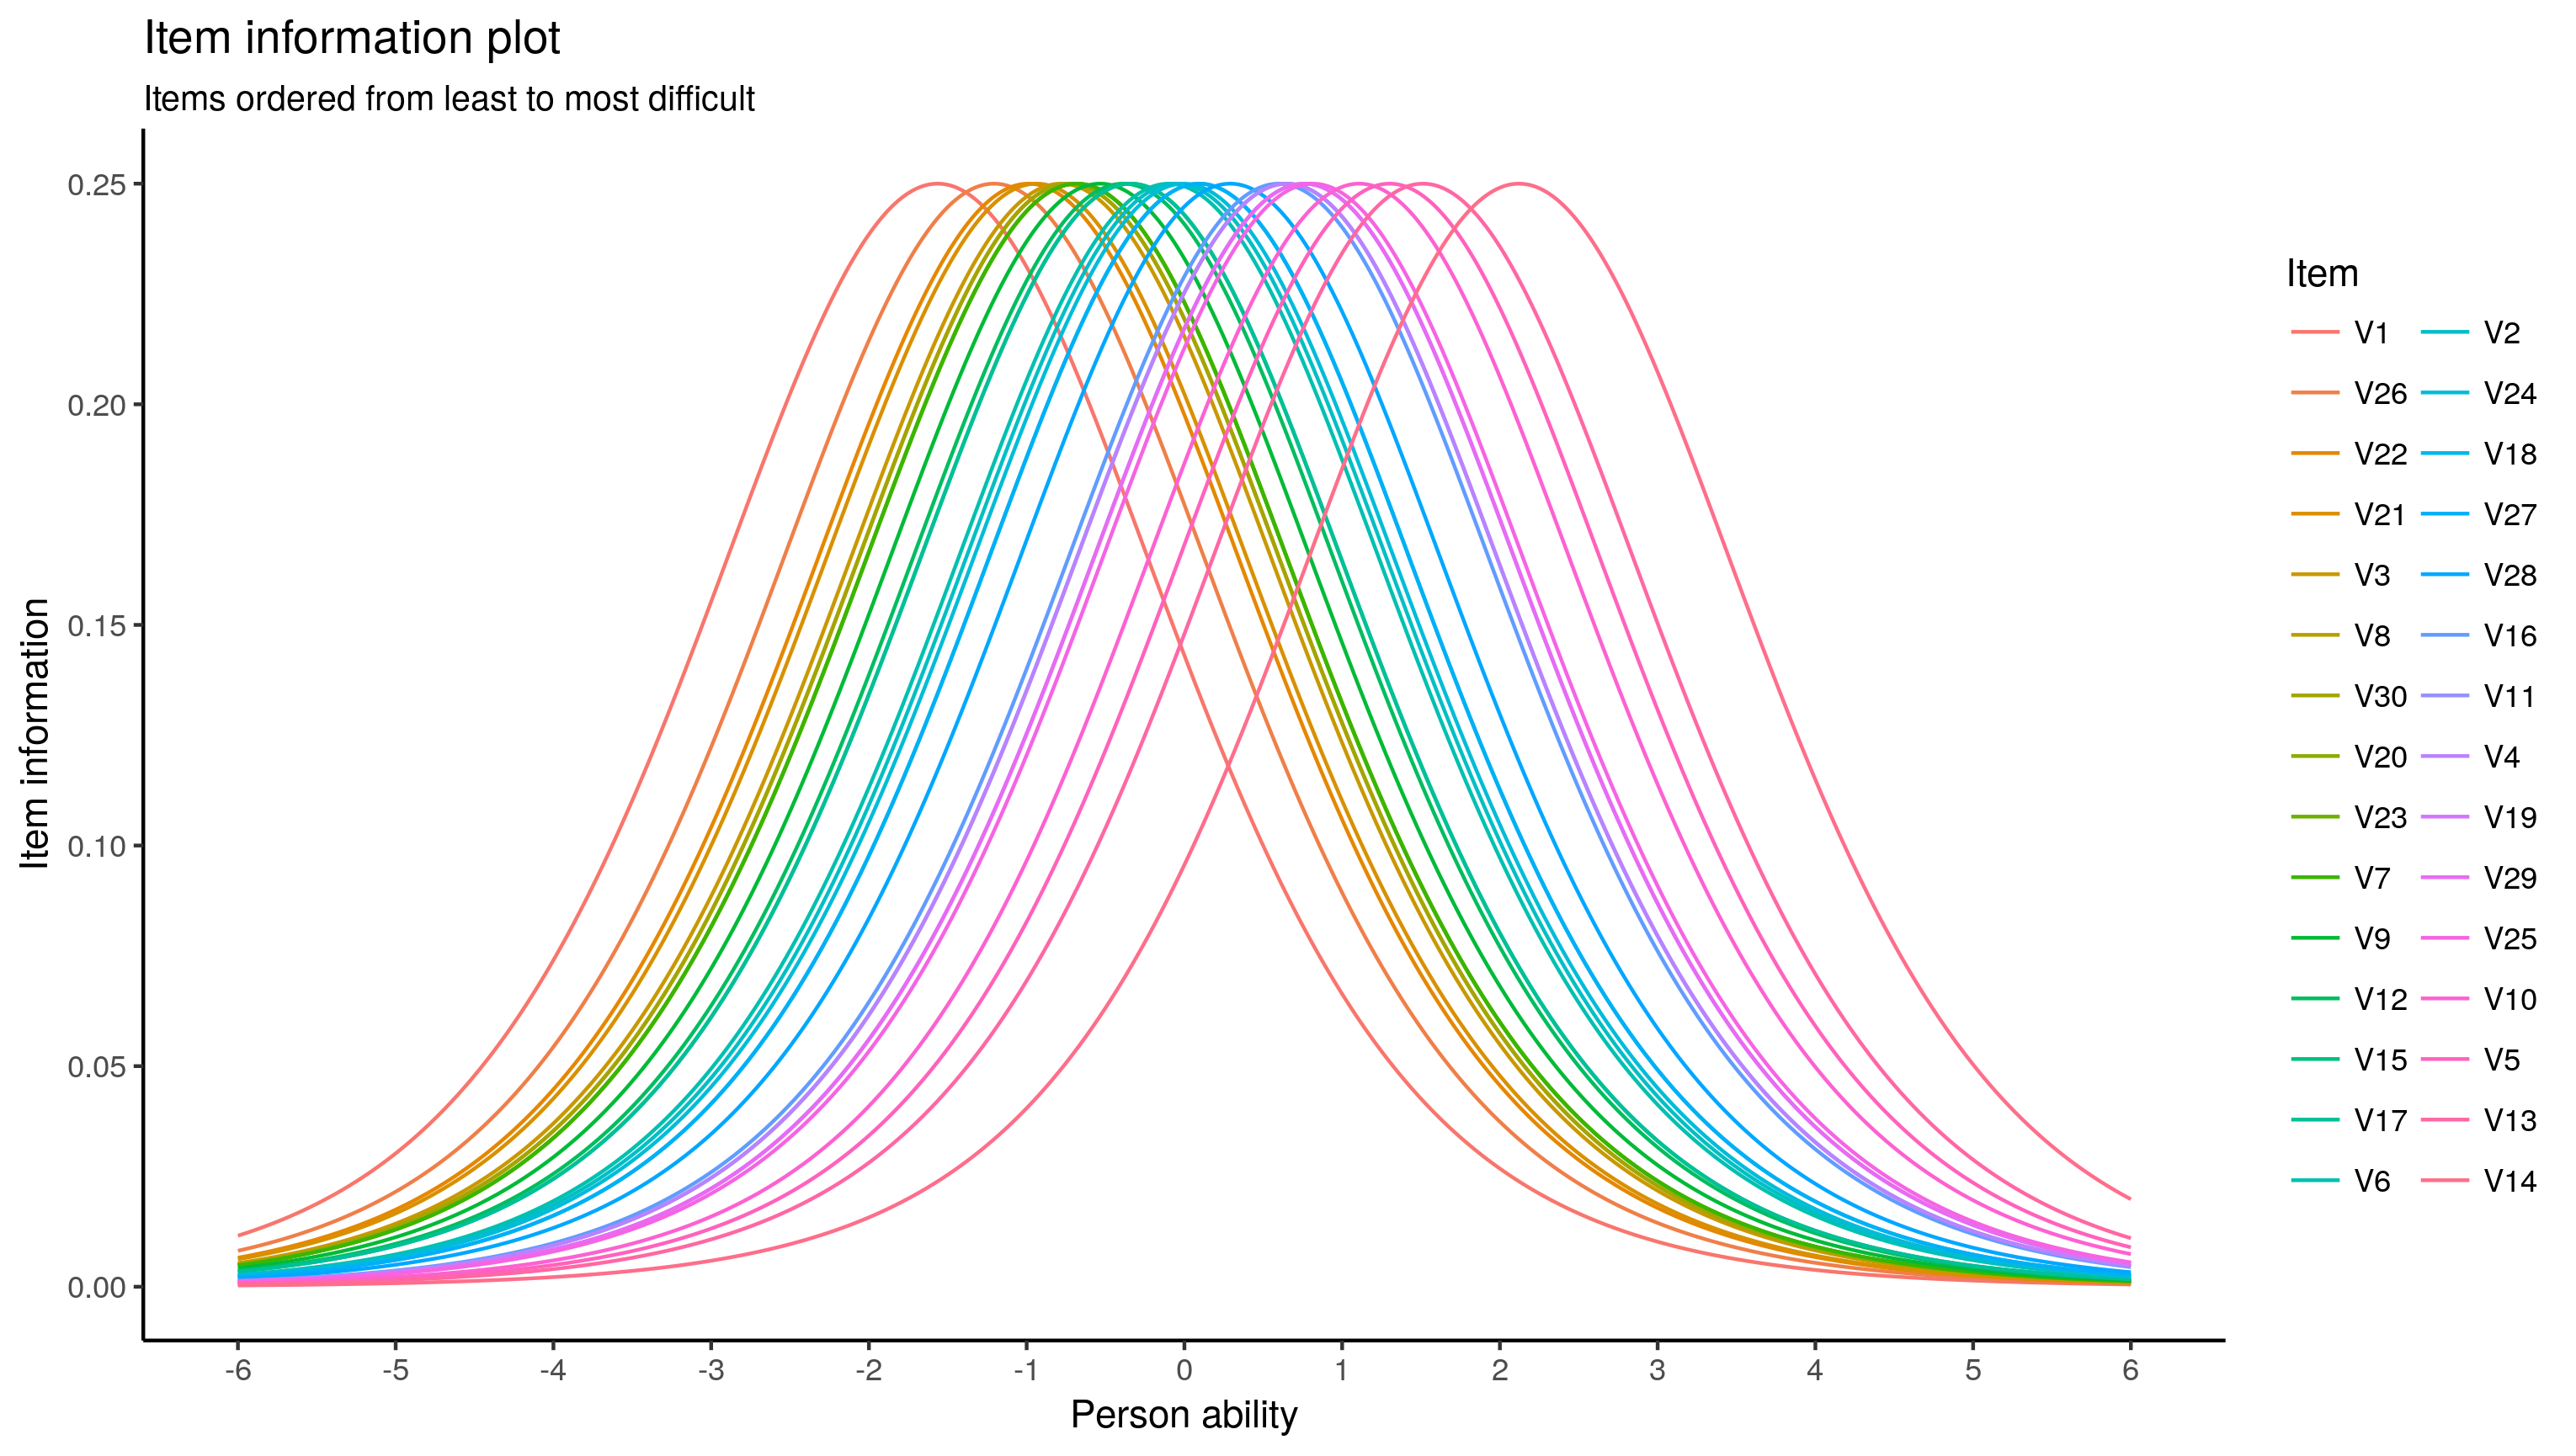 Item information plot
Items ordered from least to most difficult
Item information
0.25
0.20
0.15
0.10
0.05
0.00
-6 -5 -4 -3 -2 -1 0 1 2 3 4 5 6
Person ability
Item
V1 V2
V26 V24
V22 V18
V21 V27
V3 V28
V8 V16
V30 V11
V20 V4
V23 V19
V7 V29
V9 V25
V12 V10
V15 V5
V17 V13
V6 V14